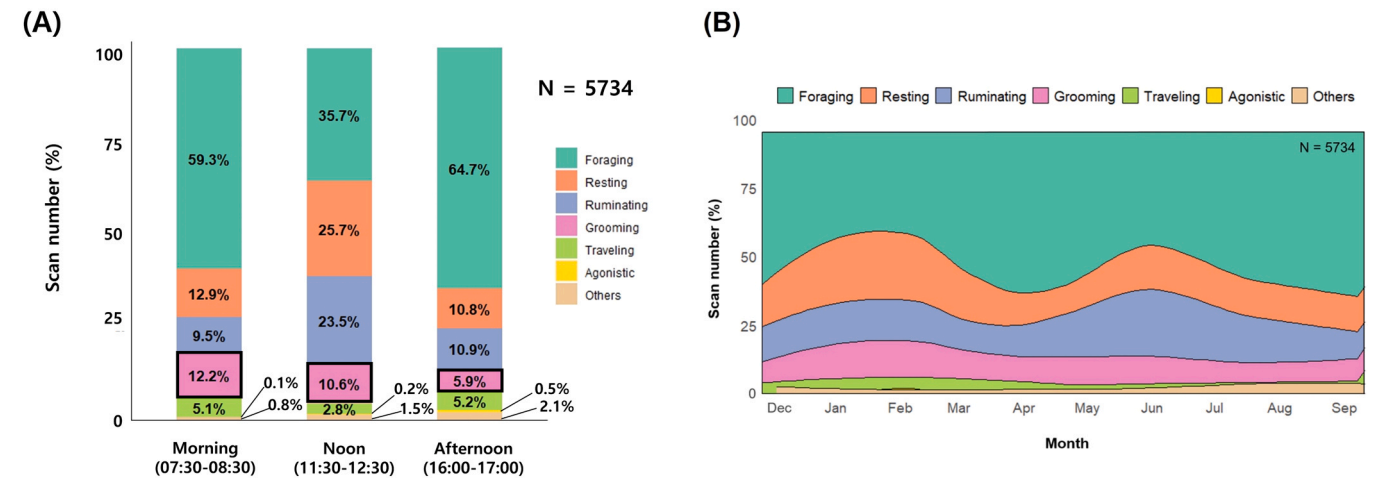 (A)
100
75
50
25
0
Scan number (%)
59.3%
12.9%
9.5%
12.2%
5.1%
0.1%
0.8%
35.7%
25.7%
23.5%
10.6%
2.8%
0.2%
1.5%
64.7%
10.8%
10.9%
5.9%
5.2%
0.5%
2.1%
Morning
(07:30-08:30)
Noon
(11:30-12:30)
Afternoon
(16:00-17:00)
N = 5734
Foraging
Resting
Ruminating
Grooming
Traveling
Agonistic
Others
(B)
Foraging Resting Ruminating Grooming Traveling Agonistic Others
N = 5734
100
75
50
25
0
Scan number (%)
Dec Jan Feb Mar Apr May Jun Jul Aug Sep
Month